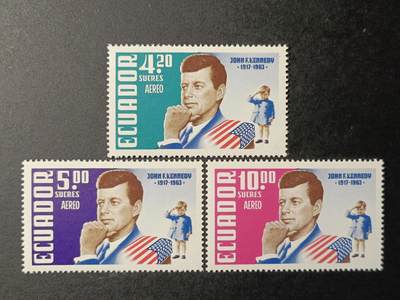 ECUADOR
4.20
SUCRES
AEREO
JOHN F. KENNEDY
·1917-1963·
ECUADOR
5.00
SUCRES
AEREO
JOHN F. KENNEDY
·1917-1963·
ECUADOR
10.00
SUCRES
AEREO
JOHN F. KENNEDY
·1917-1963·